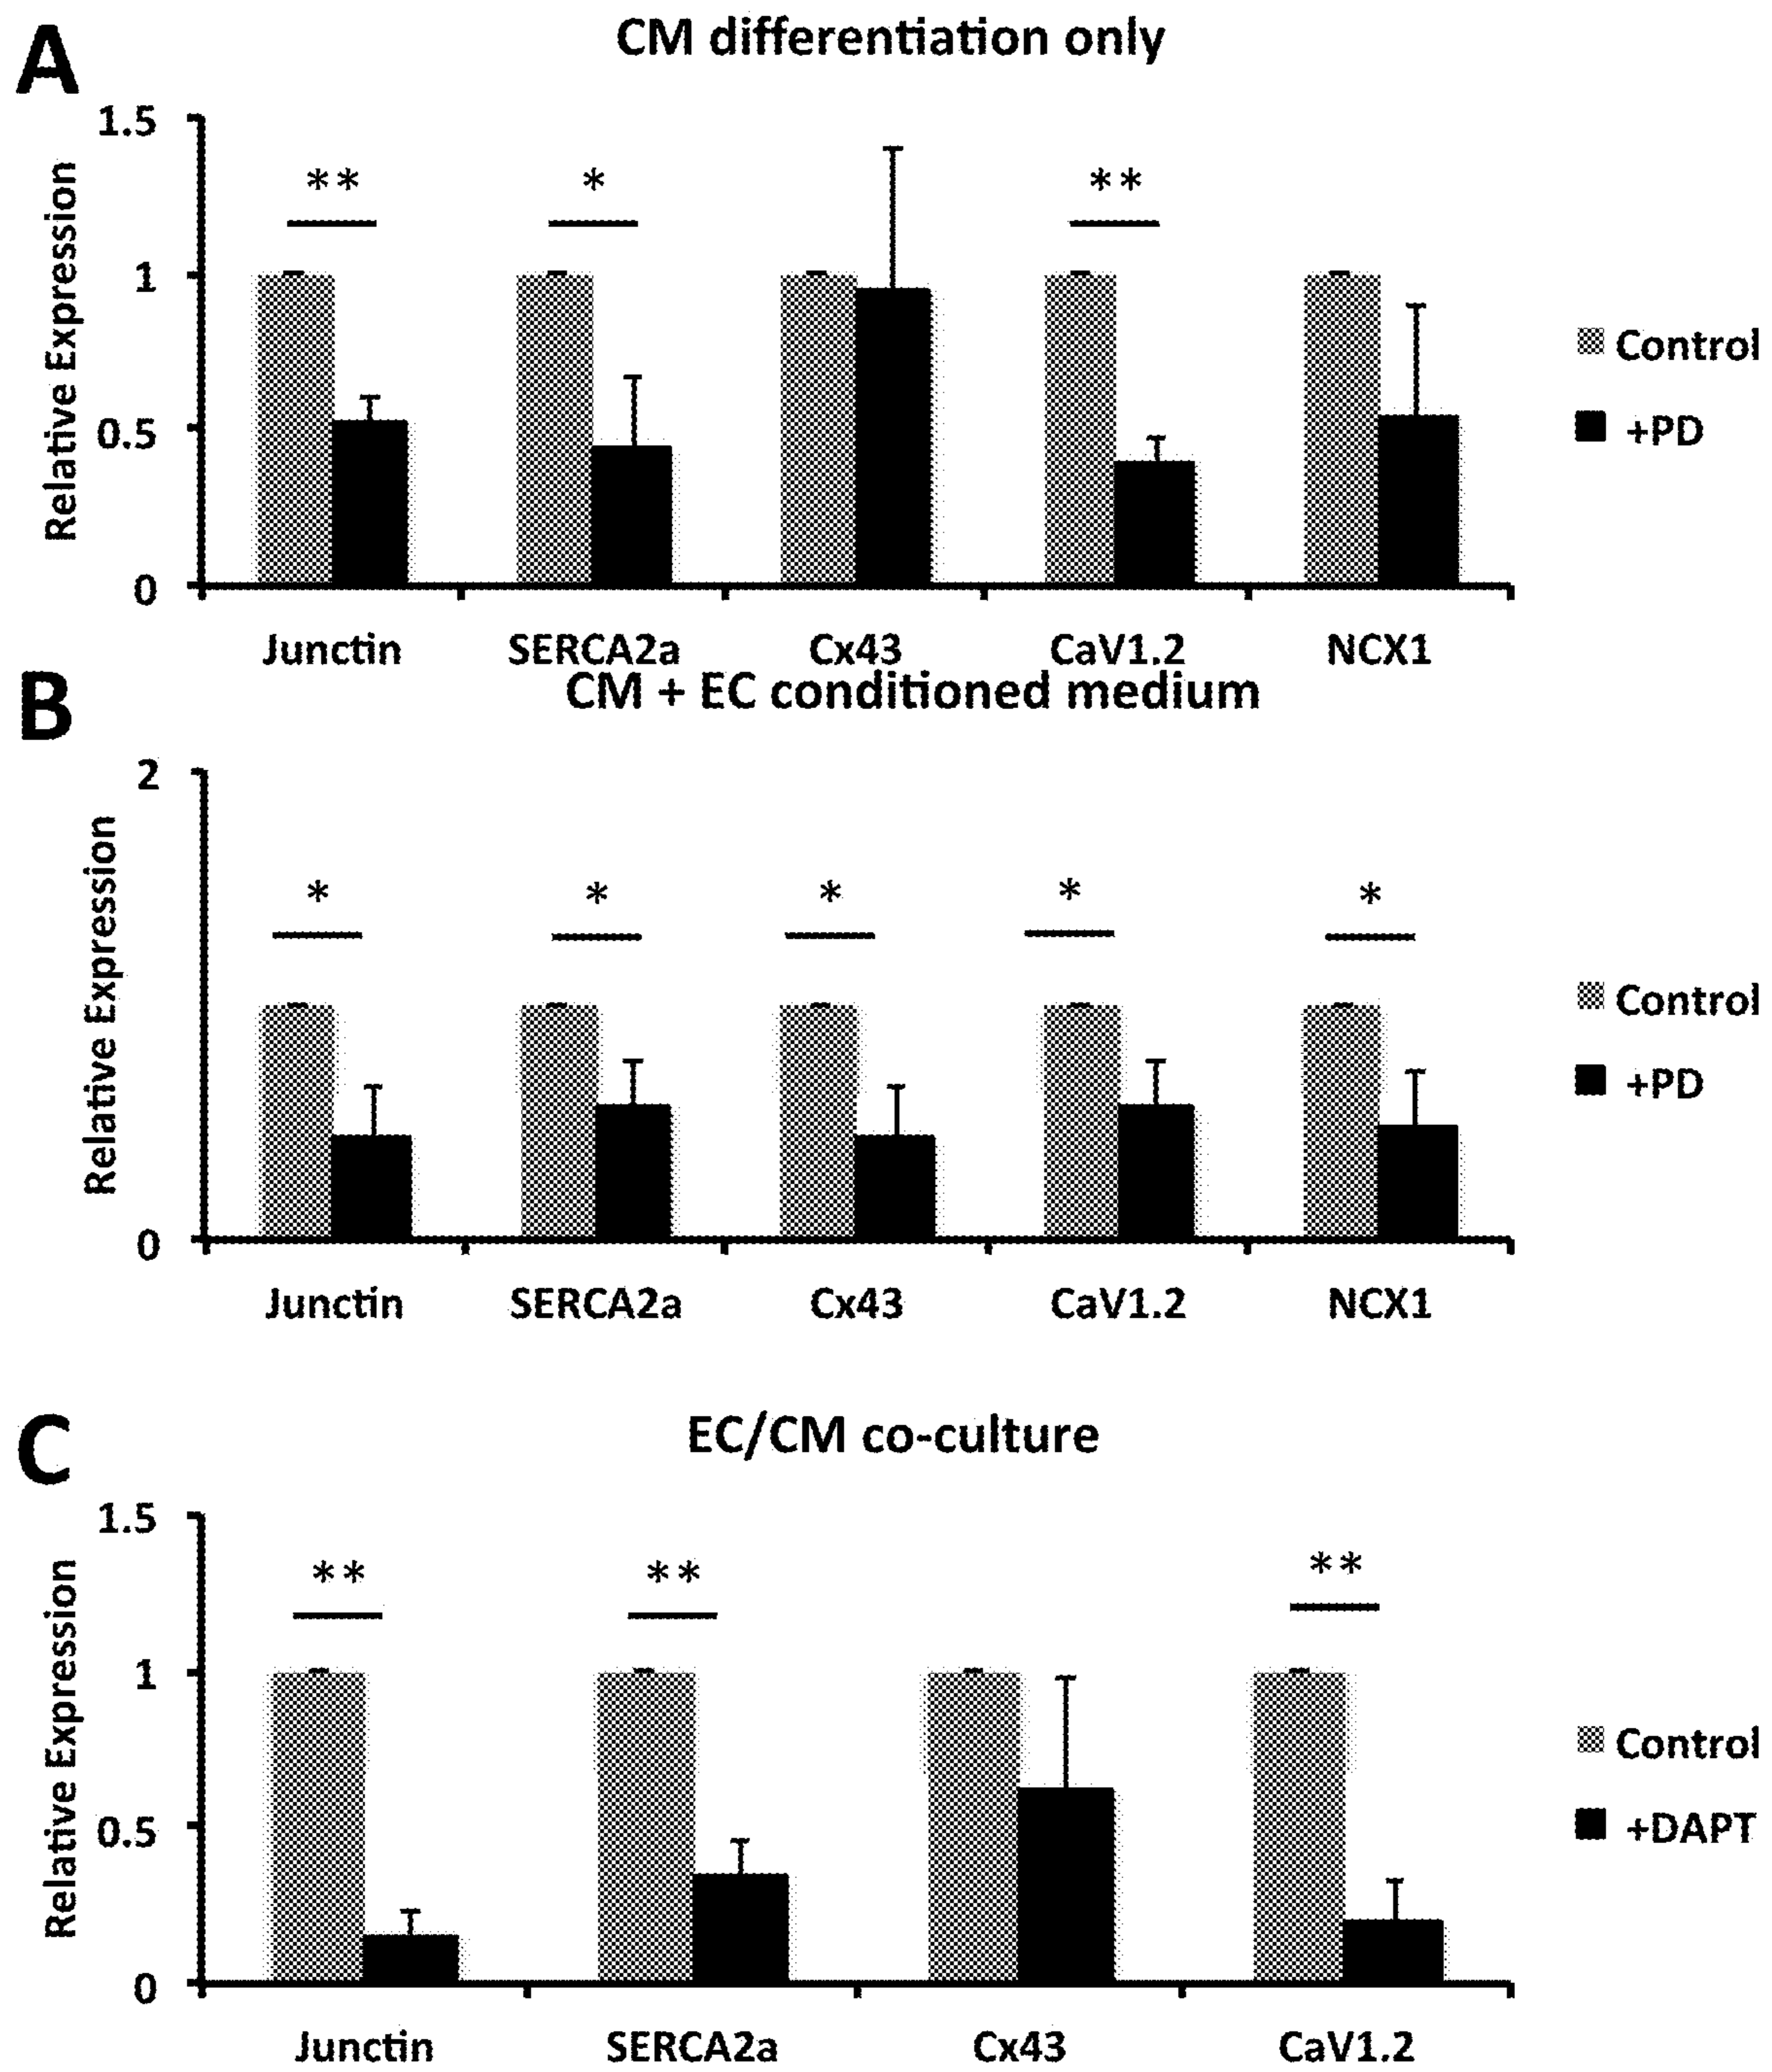 A
CM differentiation only
Relative Expression
1.5
1
0.5
0
** * **
Junctin SERCA2a Cx43 CaV1.2 NCX1
Control
+PD
B
CM + EC conditioned medium
Relative Expression
2
0
* * * * *
Junctin SERCA2a Cx43 CaV1.2 NCX1
Control
+PD
C
EC/CM co-culture
Relative Expression
1.5
1
0.5
0
** ** **
Junctin SERCA2a Cx43 CaV1.2
Control
+DAPT